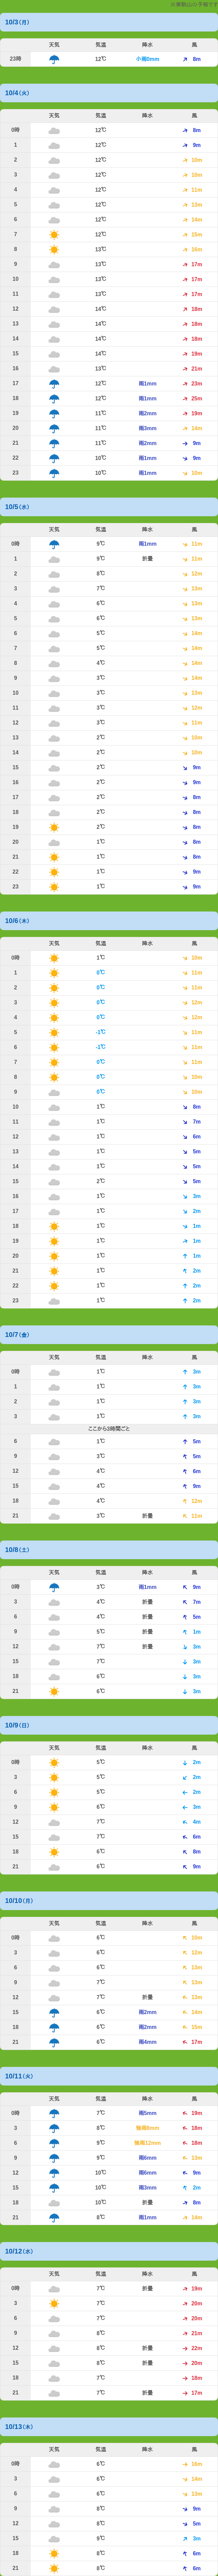 10/3(月)
天気 気温 降水 風
23時 12℃ 小雨0mm 8m
10/4(火)
天気 気温 降水 風
0時 12℃ 8m
1 12℃ 9m
2 12℃ 10m
3 12℃ 10m
4 12℃ 11m
5 12℃ 13m
6 12℃ 14m
7 12℃ 15m
8 13℃ 16m
9 13℃ 17m
10 13℃ 17m
11 13℃ 17m
12 14℃ 18m
13 14℃ 18m
14 14℃ 18m
15 14℃ 19m
16 13℃ 21m
17 12℃ 雨1mm 23m
18 12℃ 雨1mm 25m
19 11℃ 雨2mm 19m
20 11℃ 雨3mm 14m
21 11℃ 雨2mm 9m
22 10℃ 雨1mm 9m
23 10℃ 雨1mm 10m
10/5(水)
天気 気温 降水 風
0時 9℃ 雨1mm 11m
1 9℃ 折畳 11m
2 8℃ 10m
3 7℃ 11m
4 6℃ 13m
5 6℃ 13m
6 5℃ 14m
7 5℃ 14m
8 4℃ 14m
9 3℃ 14m
10 3℃ 13m
11 3℃ 12m
12 3℃ 11m
13 2℃ 10m
14 2℃ 10m
15 2℃ 9m
16 2℃ 9m
17 2℃ 8m
18 2℃ 8m
19 2℃ 8m
20 1℃ 8m
21 1℃ 8m
22 1℃ 9m
23 1℃ 9m
10/6(木)
天気 気温 降水 風
0時 1℃ 10m
1 0℃ 11m
2 0℃ 11m
3 0℃ 12m
4 0℃ 12m
5 -1℃ 11m
6 -1℃ 11m
7 0℃ 11m
8 0℃ 10m
9 0℃ 10m
10 1℃ 8m
11 1℃ 7m
12 1℃ 6m
13 1℃ 5m
14 1℃ 5m
15 2℃ 5m
16 1℃ 3m
17 1℃ 2m
18 1℃ 1m
19 1℃ 1m
20 1℃ 1m
21 1℃ 2m
22 1℃ 2m
23 1℃ 2m
10/7(金)
天気 気温 降水 風
0時 1℃ 3m
1 1℃ 3m
2 1℃ 3m
3 1℃ 3m
ここから3時間ごと
6 1℃ 5m
9 3℃ 5m
12 4℃ 6m
15 4℃ 9m
18 4℃ 12m
21 3℃ 折畳 11m
10/8(土)
天気 気温 降水 風
0時 3℃ 雨1mm 9m
3 4℃ 折畳 7m
6 4℃ 折畳 5m
9 5℃ 折畳 1m
12 7℃ 折畳 3m
15 7℃ 3m
18 6℃ 3m
21 6℃ 3m
10/9(日)
天気 気温 降水 風
0時 5℃ 2m
3 5℃ 2m
6 5℃ 2m
9 6℃ 3m
12 7℃ 4m
15 7℃ 6m
18 6℃ 8m
21 6℃ 9m
10/10(月)
天気 気温 降水 風
0時 6℃ 10m
3 6℃ 12m
6 6℃ 13m
9 7℃ 13m
12 7℃ 折畳 13m
15 6℃ 雨2mm 14m
18 6℃ 雨2mm 15m
21 6℃ 雨4mm 17m
10/11(火)
天気 気温 降水 風
0時 7℃ 雨5mm 19m
3 8℃ 強雨8mm 18m
6 9℃ 強雨12mm 18m
9 9℃ 雨6mm 13m
12 10℃ 雨6mm 9m
15 10℃ 雨3mm 2m
18 10℃ 折畳 8m
21 8℃ 雨1mm 14m
10/12(水)
天気 気温 降水 風
0時 7℃ 折畳 19m
3 7℃ 20m
6 7℃ 20m
9 8℃ 21m
12 8℃ 折畳 22m
15 8℃ 折畳 20m
18 7℃ 18m
21 7℃ 折畳 17m
10/13(木)
天気 気温 降水 風
0時 6℃ 16m
3 6℃ 14m
6 6℃ 13m
9 8℃ 9m
12 8℃ 5m
15 9℃ 3m
18 8℃ 6m
21 8℃ 6m